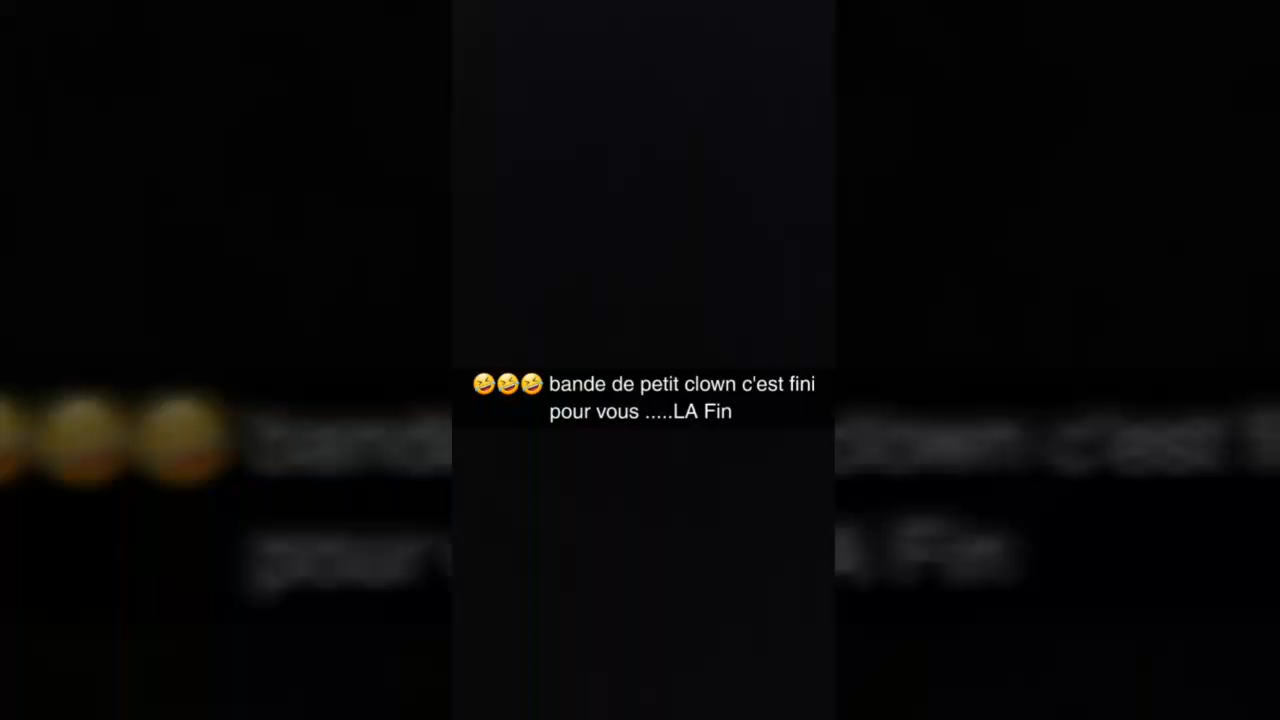 🤣🤣🤣 bande de petit clown c'est fini
pour vous .....LA Fin